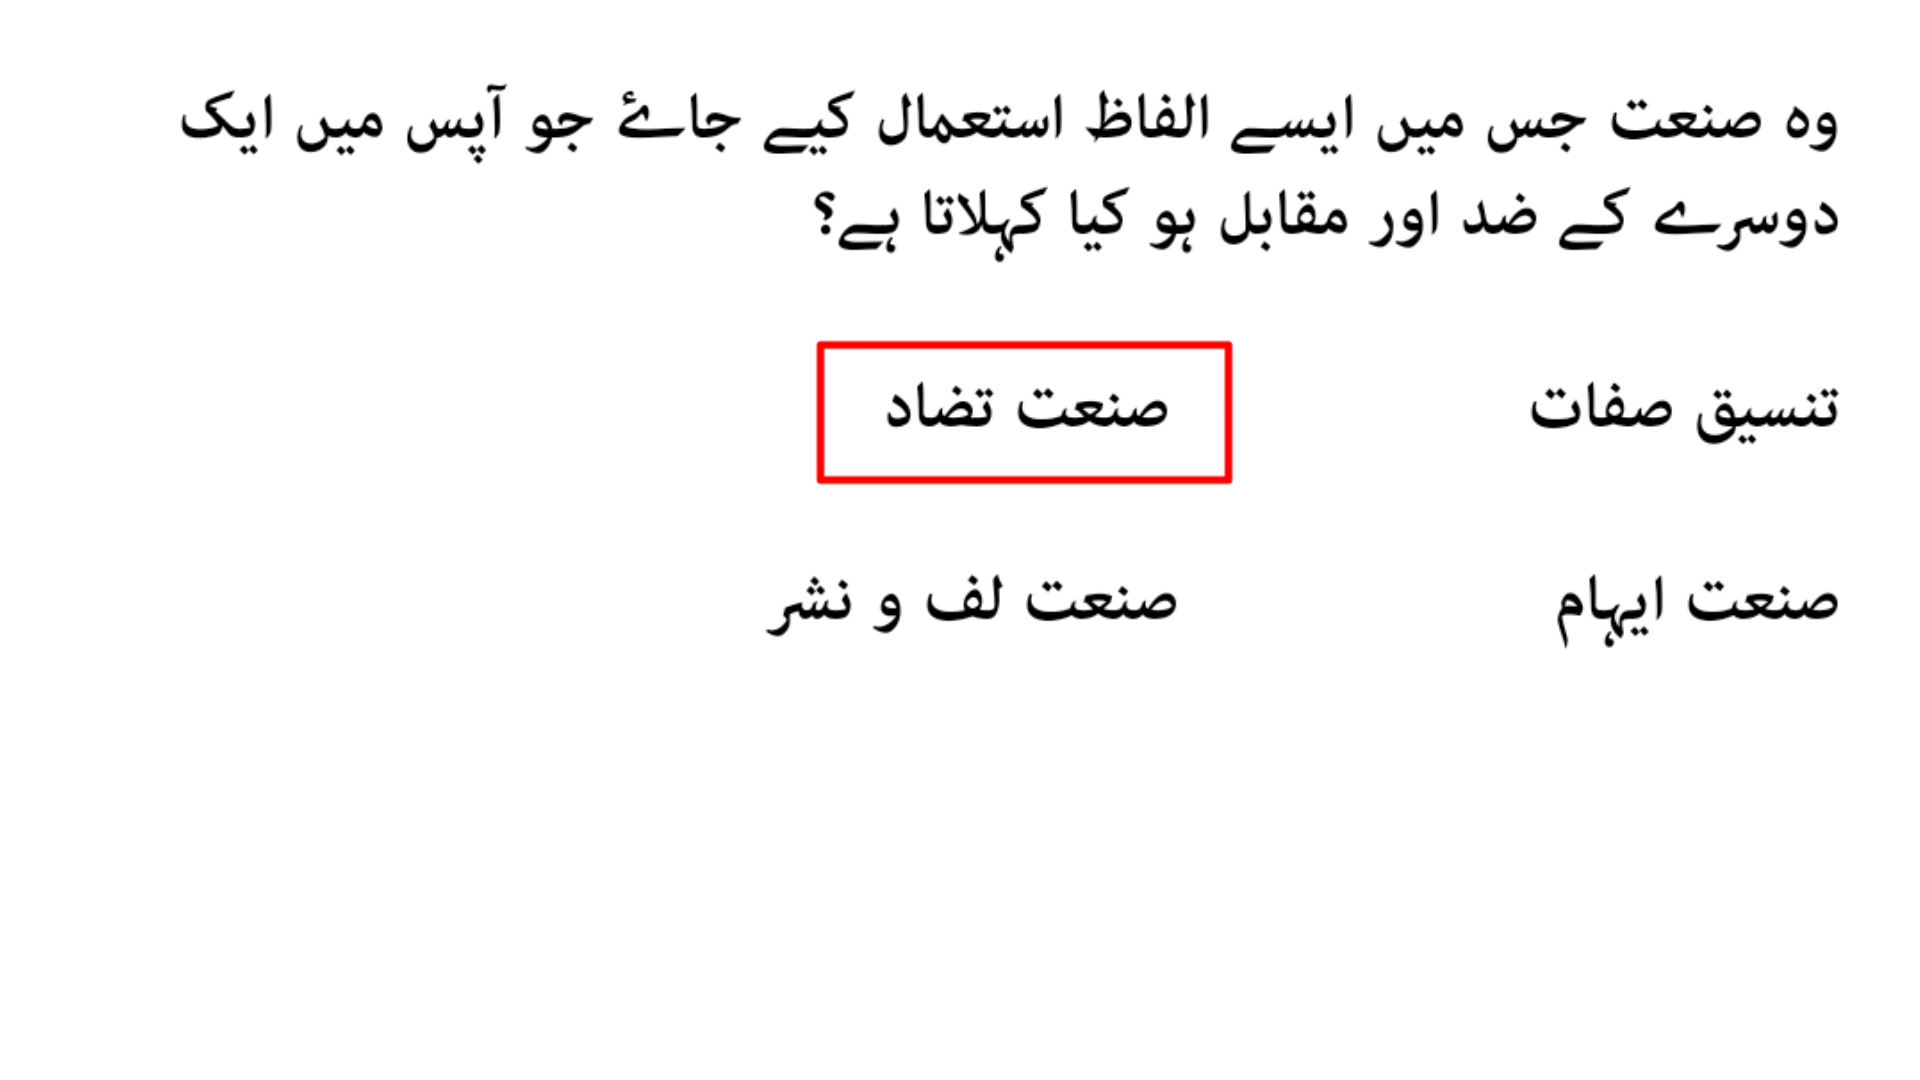 وہ صنعت جس میں ایسے الفاظ استعمال کیے جاۓ جو آپس میں ایک
دوسرے کے ضد اور مقابل ہو کیا کہلاتا ہے؟
تنسیق صفات صنعت تضاد
صنعت ایہام صنعت لف و نشر